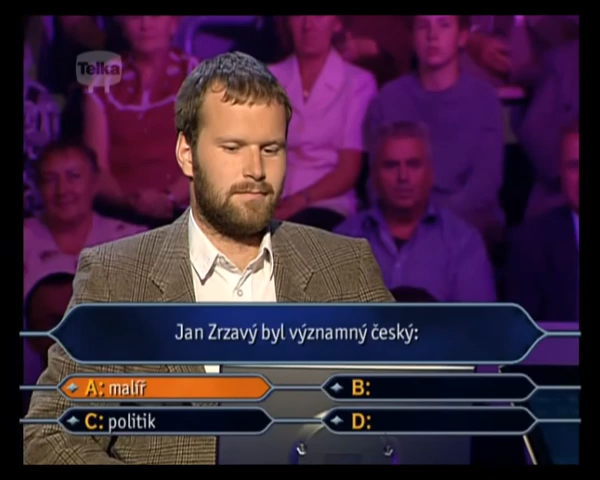 Telka
Jan Zrzavý byl významný český:
A: malíř
B:
C: politik
D: